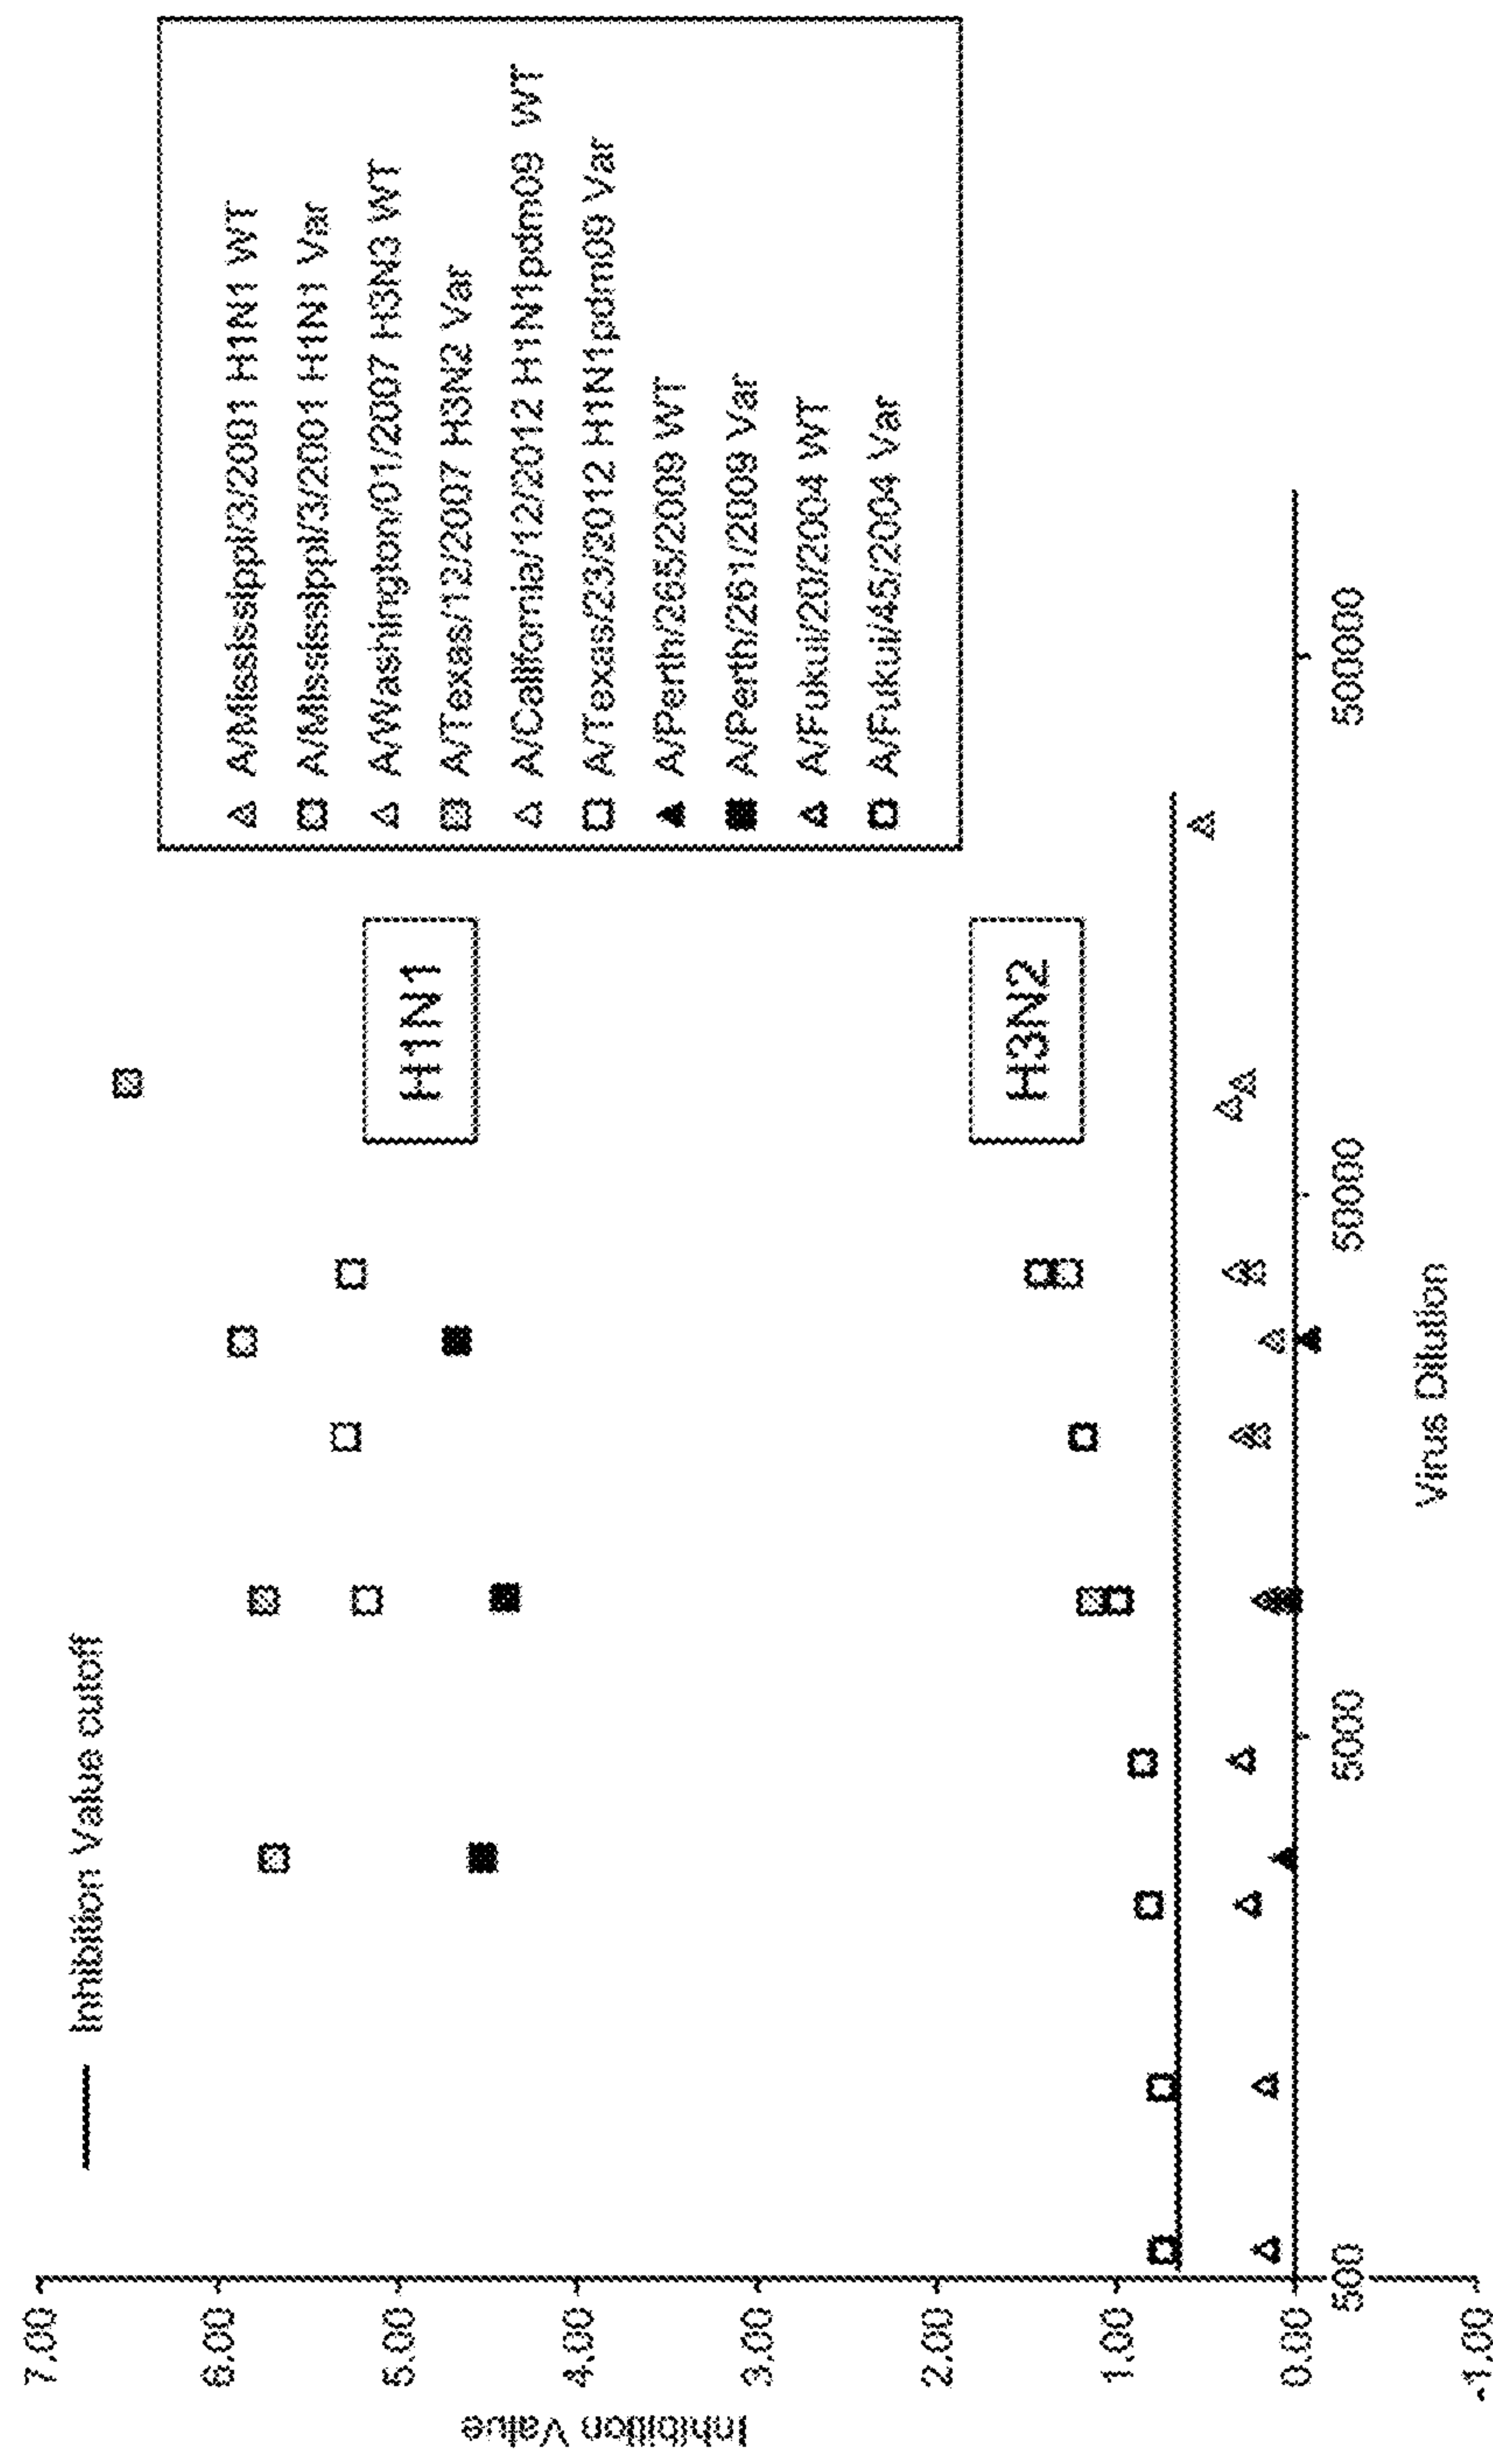 Inhibition Value cutoff
7.00
6.00
5.00
4.00
3.00
2.00
1.00
0.00
-1.00
Inhibition Value
H1N1
H3N2
A/Mississippi/3/2001 H1N1 WT
A/Mississippi/3/2001 H1N1 Var
A/Washington/01/2007 H3N3 WT
A/Texas/12/2007 H3N2 Var
A/California/12/2012 H1N1pdm09 WT
A/Texas/23/2012 H1N1pdm09 Var
A/Perth/265/2009 WT
A/Perth/261/2009 Var
A/Fukui/20/2004 WT
A/Fukui/45/2004 Var
500
5000
50000
500000
Virus Dilution